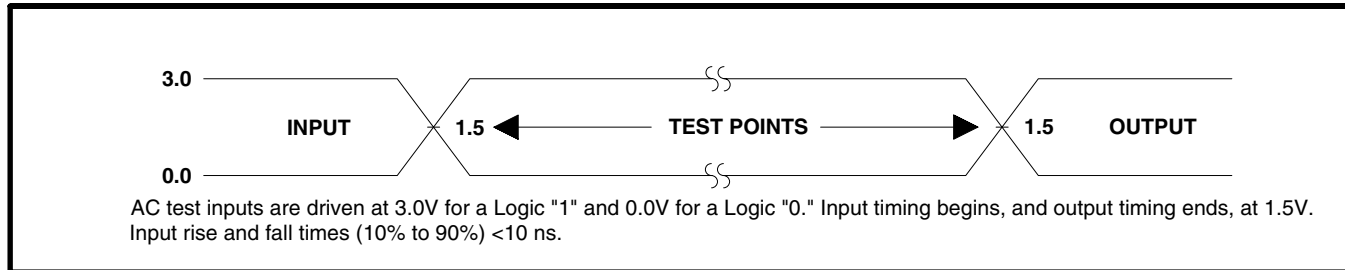 3.0
INPUT 1.5 TEST POINTS 1.5 OUTPUT
0.0
AC test inputs are driven at 3.0V for a Logic "1" and 0.0V for a Logic "0." Input timing begins, and output timing ends, at 1.5V.
Input rise and fall times (10% to 90%) <10 ns.